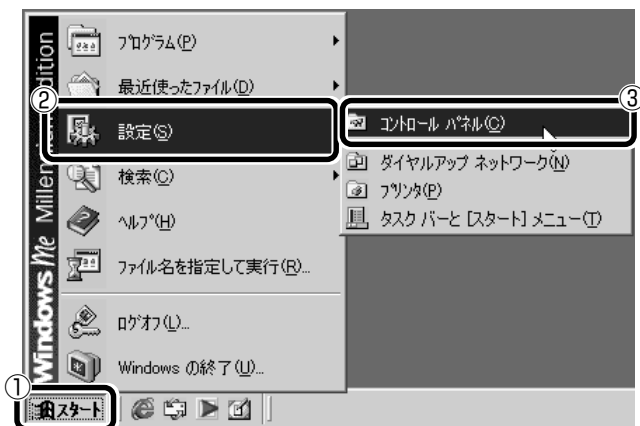 プログラム(P)
最近使ったファイル(D)
②
設定(S)
検索(C)
ヘルプ(H)
ファイル名を指定して実行(R)...
ログオフ(L)...
Windows の終了(U)...
Windows Me Millennium Edition
③
コントロール パネル(C)
ダイヤルアップ ネットワーク(N)
プリンタ(P)
タスク バーと [スタート] メニュー(T)
①
スタート